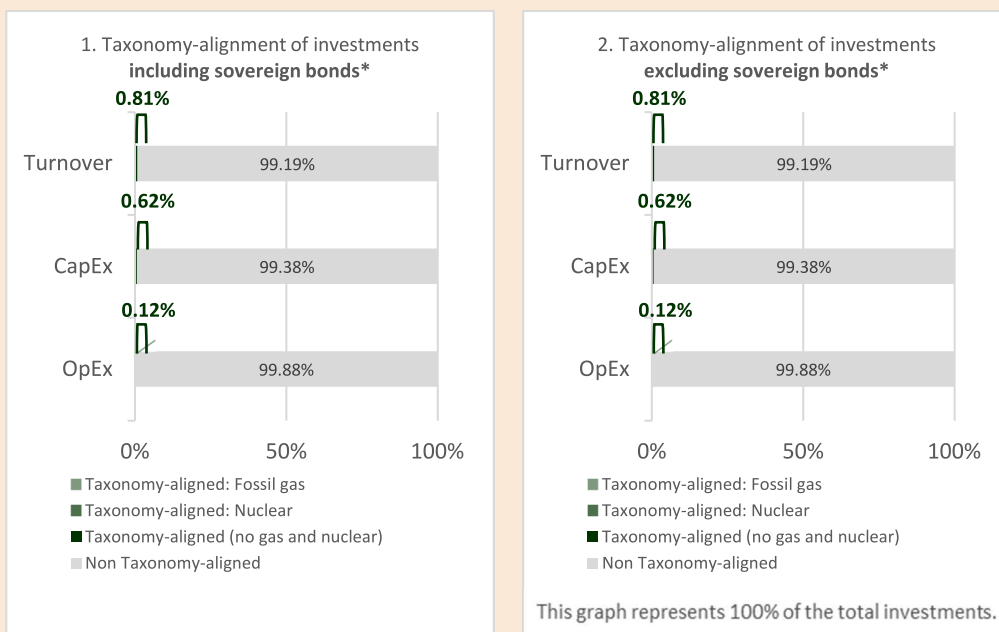 1. Taxonomy-alignment of investments
including sovereign bonds*
0.81%
Turnover
99.19%
0.62%
CapEx
99.38%
0.12%
OpEx
99.88%
0%
50%
100%
Taxonomy-aligned: Fossil gas
Taxonomy-aligned: Nuclear
Taxonomy-aligned (no gas and nuclear)
Non Taxonomy-aligned
2. Taxonomy-alignment of investments
excluding sovereign bonds*
0.81%
Turnover
99.19%
0.62%
CapEx
99.38%
0.12%
OpEx
99.88%
0%
50%
100%
Taxonomy-aligned: Fossil gas
Taxonomy-aligned: Nuclear
Taxonomy-aligned (no gas and nuclear)
Non Taxonomy-aligned
This graph represents 100% of the total investments.